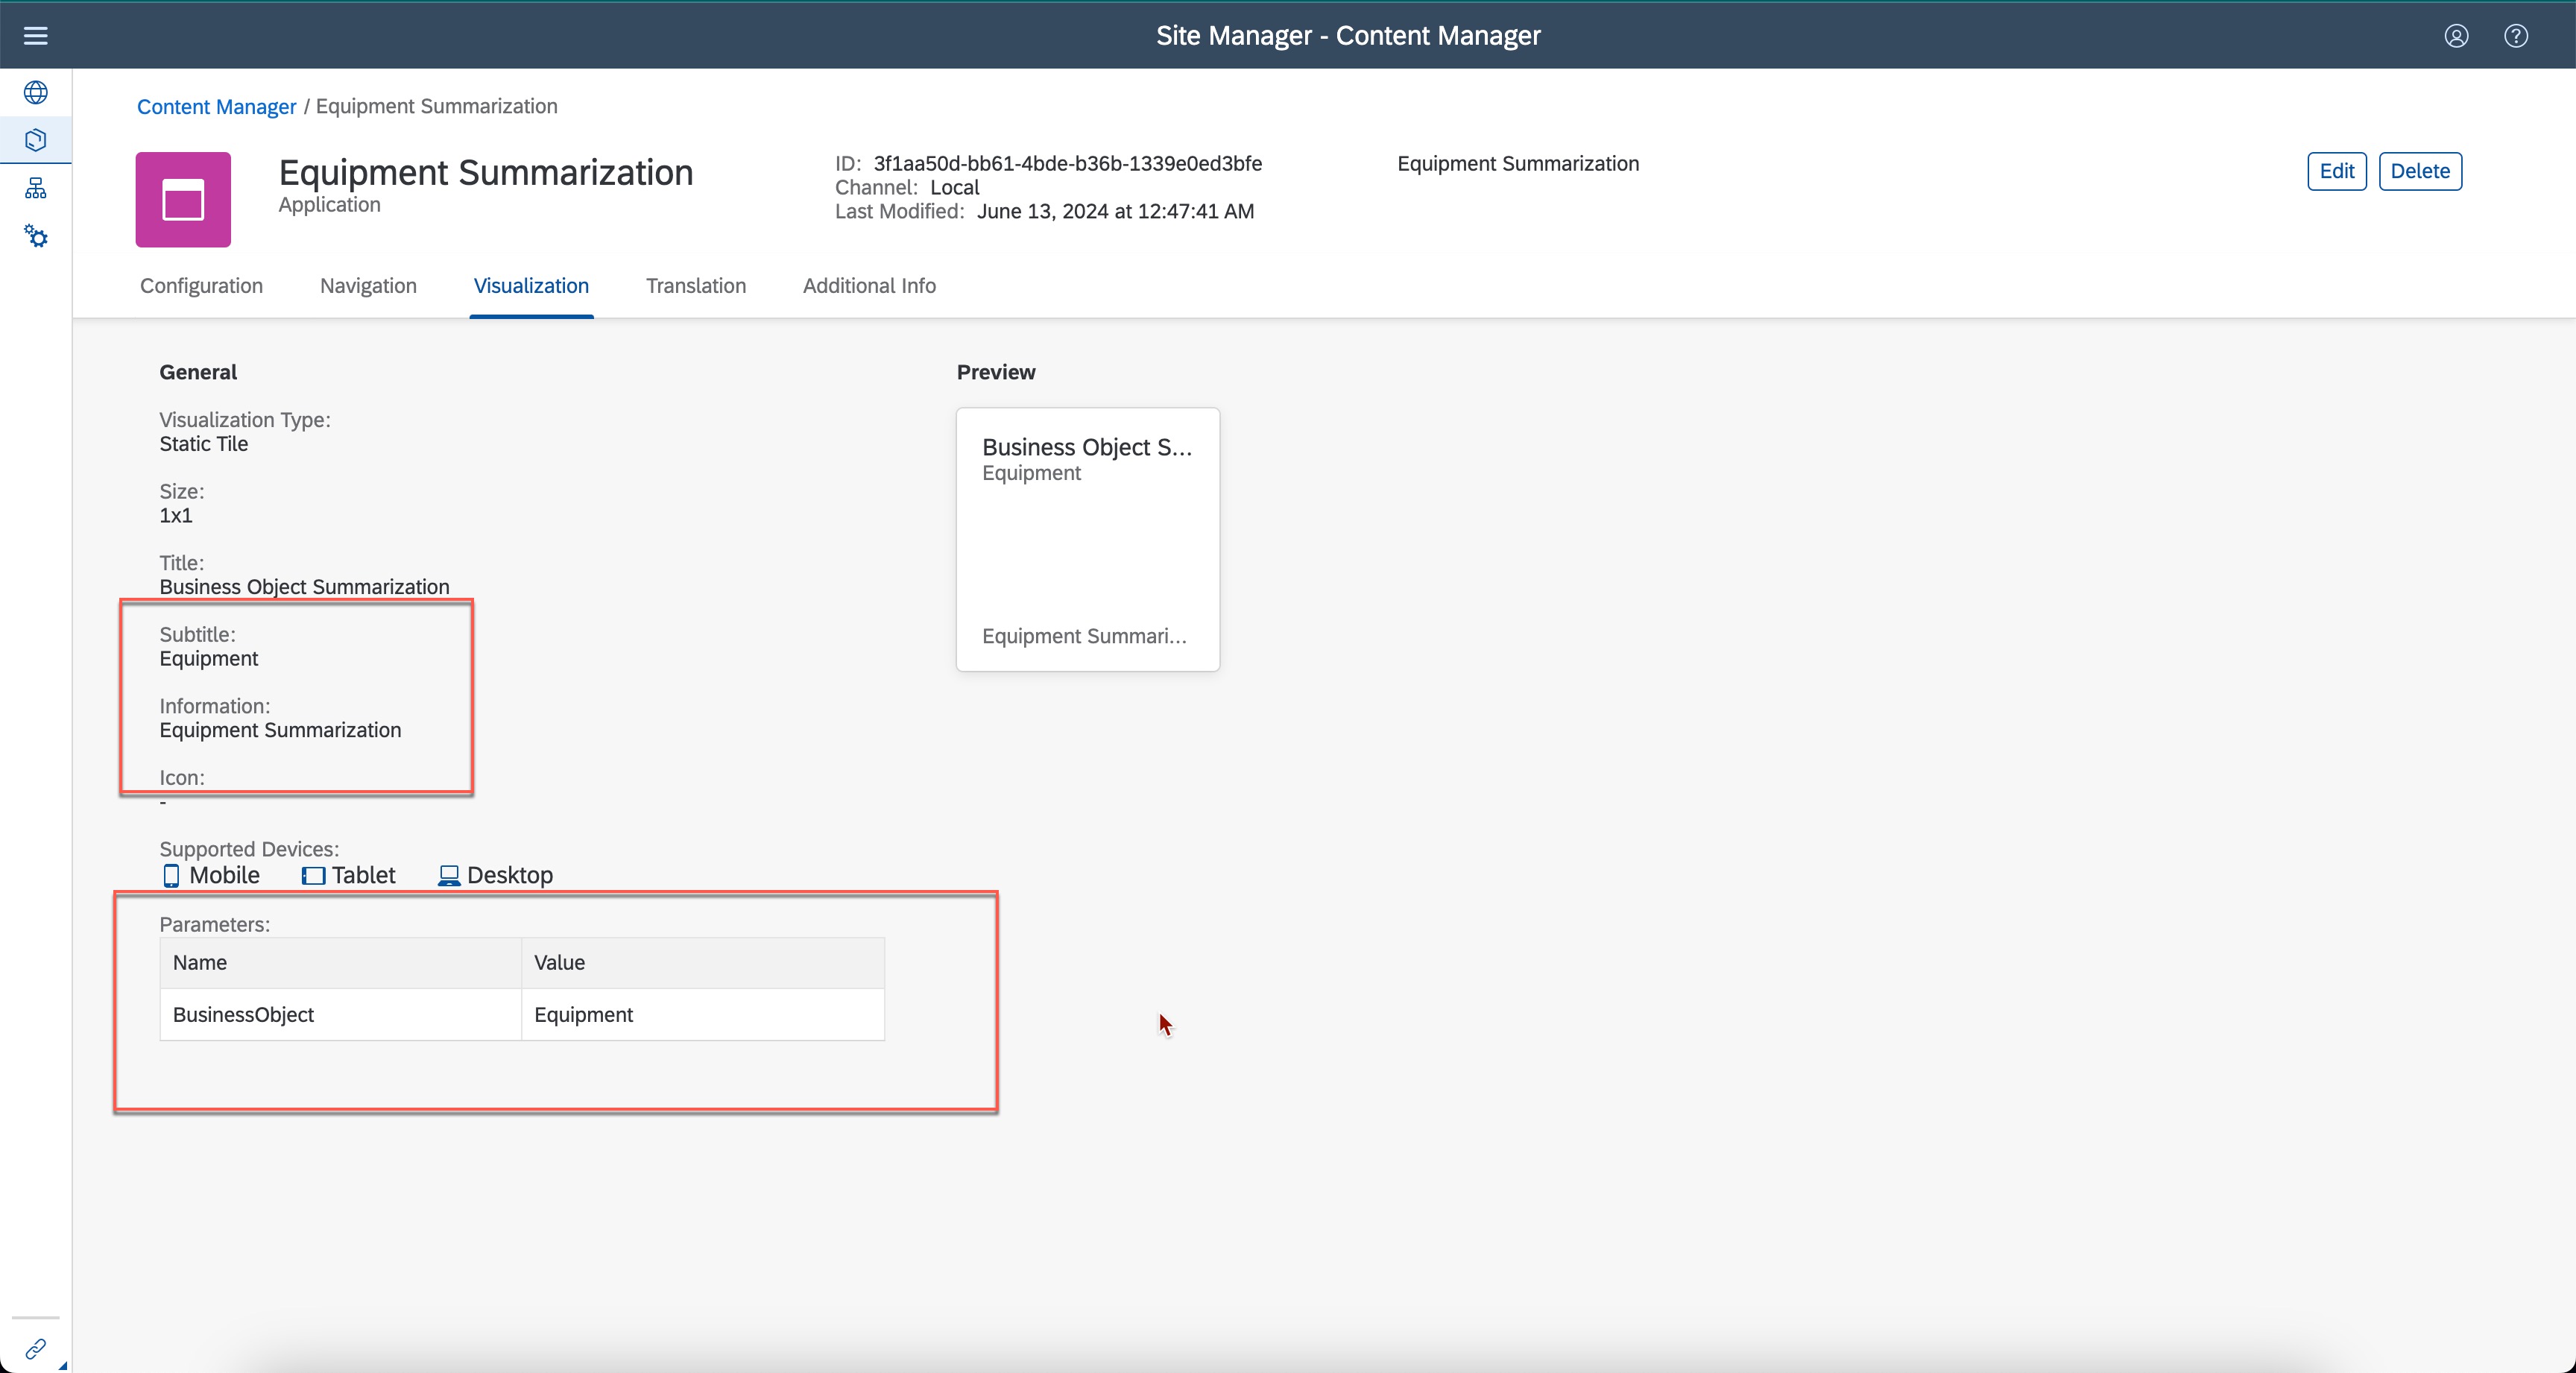 Site Manager - Content Manager
Content Manager / Equipment Summarization
Equipment Summarization
Application
ID: 3f1aa50d-bb61-4bde-b36b-1339e0ed3bfe
Channel: Local
Last Modified: June 13, 2024 at 12:47:41 AM
Equipment Summarization
Edit Delete
Configuration Navigation Visualization Translation Additional Info
General
Visualization Type:
Static Tile
Size:
1x1
Title:
Business Object Summarization
Subtitle:
Equipment
Information:
Equipment Summarization
Icon:
-
Supported Devices:
Mobile Tablet Desktop
Parameters:
Name Value
BusinessObject Equipment
Preview
Business Object S...
Equipment
Equipment Summari...